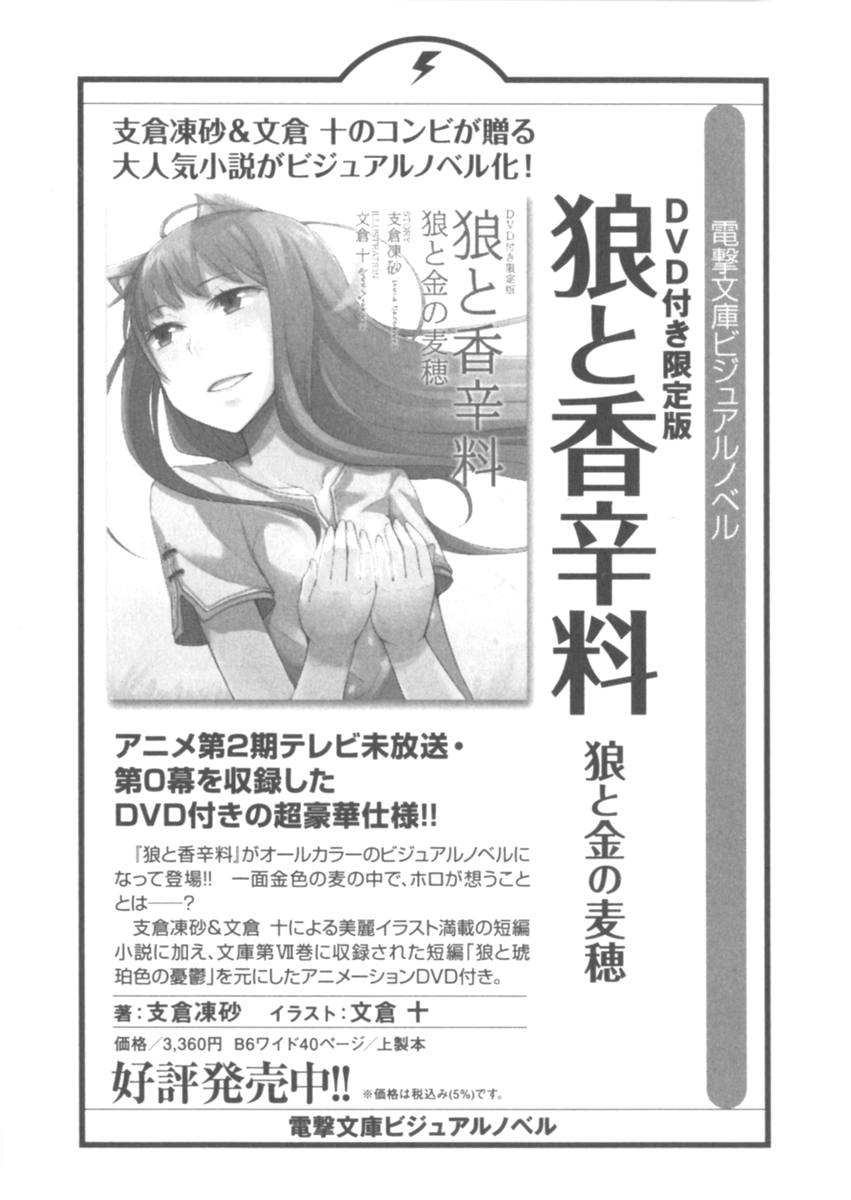 電撃文庫ビジュアルノベル
DVD付き限定版
狼と香辛料
狼と金の麦穂
支倉凍砂&文倉 十のコンビが贈る
大人気小説がビジュアルノベル化!
DVD付き限定版
狼と香辛料
狼と金の麦穂
STORY
支倉凍砂
ILLUSTRATION
文倉 十
アニメ第2期テレビ未放送・
第0幕を収録した
DVD付きの超豪華仕様!!
『狼と香辛料』がオールカラーのビジュアルノベルに
なって登場!! 一面金色の麦の中で、ホロが想うこと
とは――?
支倉凍砂&文倉 十による美麗イラスト満載の短編
小説に加え、文庫第Ⅶ巻に収録された短編「狼と琥
珀色の憂鬱」を元にしたアニメーションDVD付き。
著:支倉凍砂 イラスト:文倉 十
価格/3,360円 B6ワイド40ページ/上製本
好評発売中!! ※価格は税込み(5%)です。
電撃文庫ビジュアルノベル